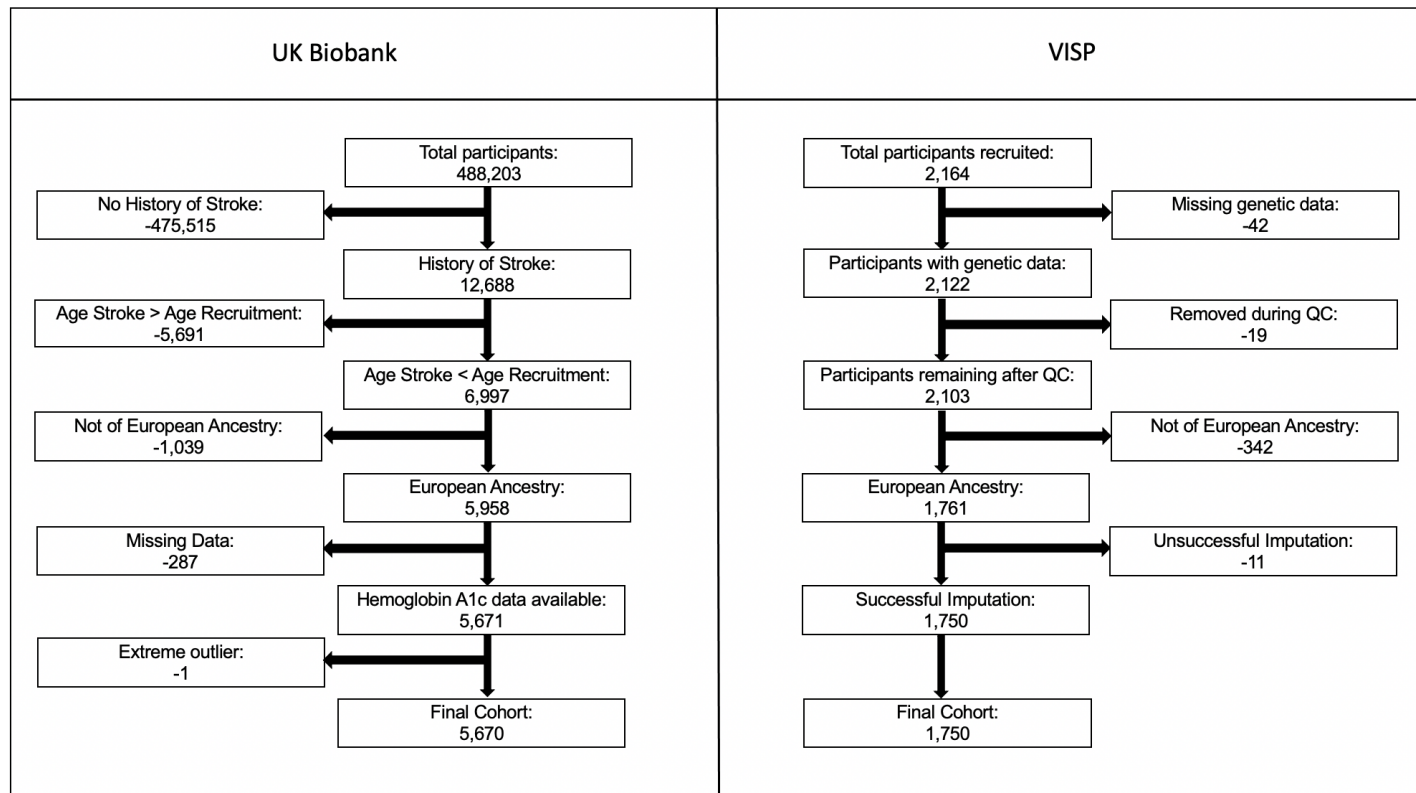 UK Biobank
Total participants:
488,203
No History of Stroke:
-475,515
History of Stroke:
12,688
Age Stroke > Age Recruitment:
-5,691
Age Stroke < Age Recruitment:
6,997
Not of European Ancestry:
-1,039
European Ancestry:
5,958
Missing Data:
-287
Hemoglobin A1c data available:
5,671
Extreme outlier:
-1
Final Cohort:
5,670
VISP
Total participants recruited:
2,164
Missing genetic data:
-42
Participants with genetic data:
2,122
Removed during QC:
-19
Participants remaining after QC:
2,103
Not of European Ancestry:
-342
European Ancestry:
1,761
Unsuccessful Imputation:
-11
Successful Imputation:
1,750
Final Cohort:
1,750